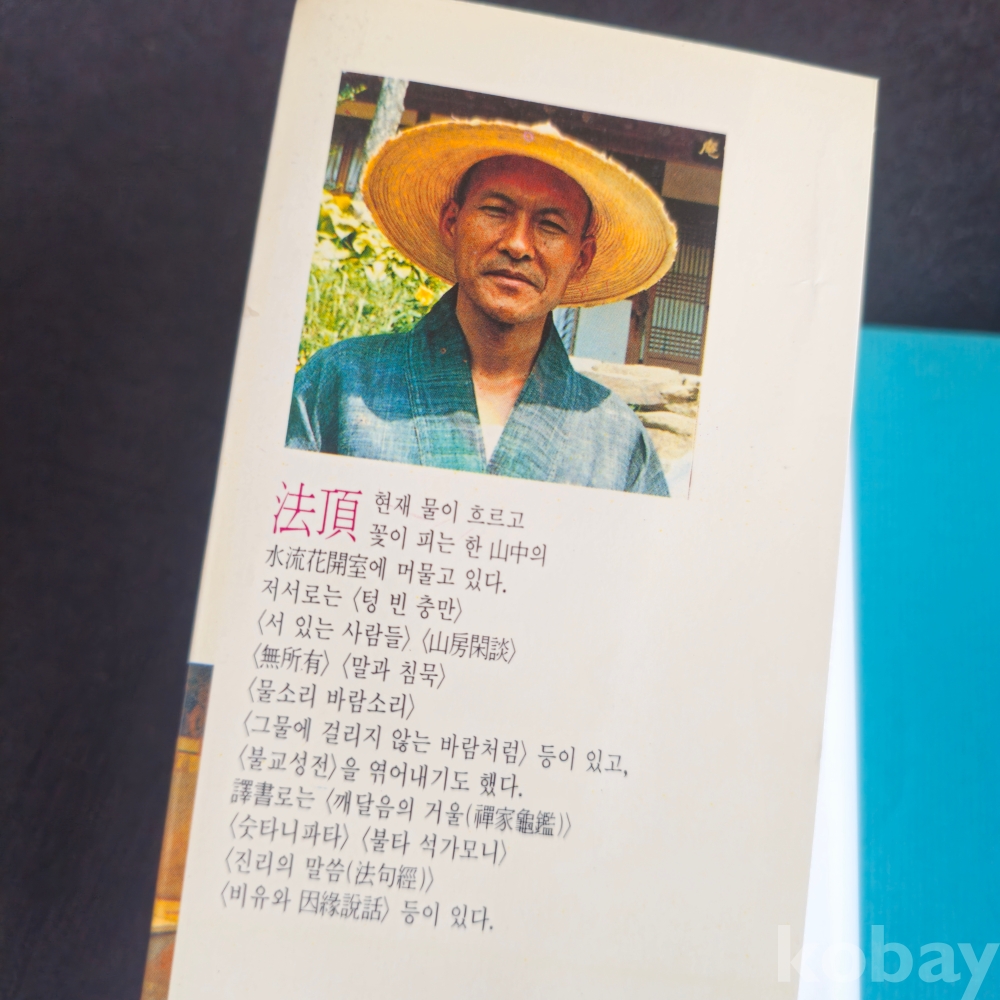 庵
法頂 현재 물이 흐르고
꽃이 피는 한 山中의
水流花開室에 머물고 있다.
저서로는 〈텅 빈 충만〉
〈서 있는 사람들〉 〈山房閑談〉
〈無所有〉 〈말과 침묵〉
〈물소리 바람소리〉
〈그물에 걸리지 않는 바람처럼〉 등이 있고,
〈불교성전〉을 엮어내기도 했다.
譯書로는 〈깨달음의 거울(禪家龜鑑)〉
〈숫타니파타〉 〈불타 석가모니〉
〈진리의 말씀(法句經)〉
〈비유와 因緣說話〉 등이 있다.
kobay